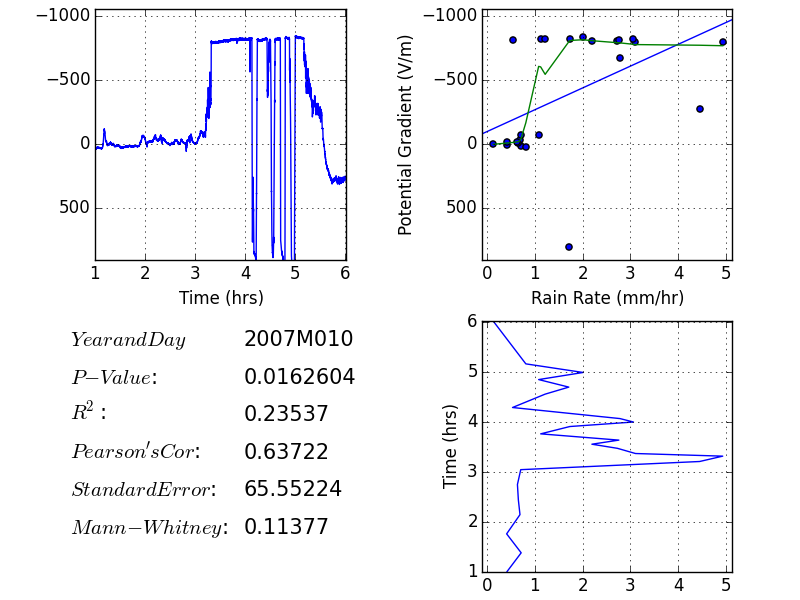 −1000
−500
0
500
1 2 3 4 5 6
Time (hrs)
Potential Gradient (V/m)
−1000
−500
0
500
0 1 2 3 4 5
Rain Rate (mm/hr)
YearandDay 2007M010
P−Value: 0.0162604
R²: 0.23537
Pearson'sCor: 0.63722
StandardError: 65.55224
Mann−Whitney: 0.11377
Time (hrs)
6
5
4
3
2
1
0 1 2 3 4 5